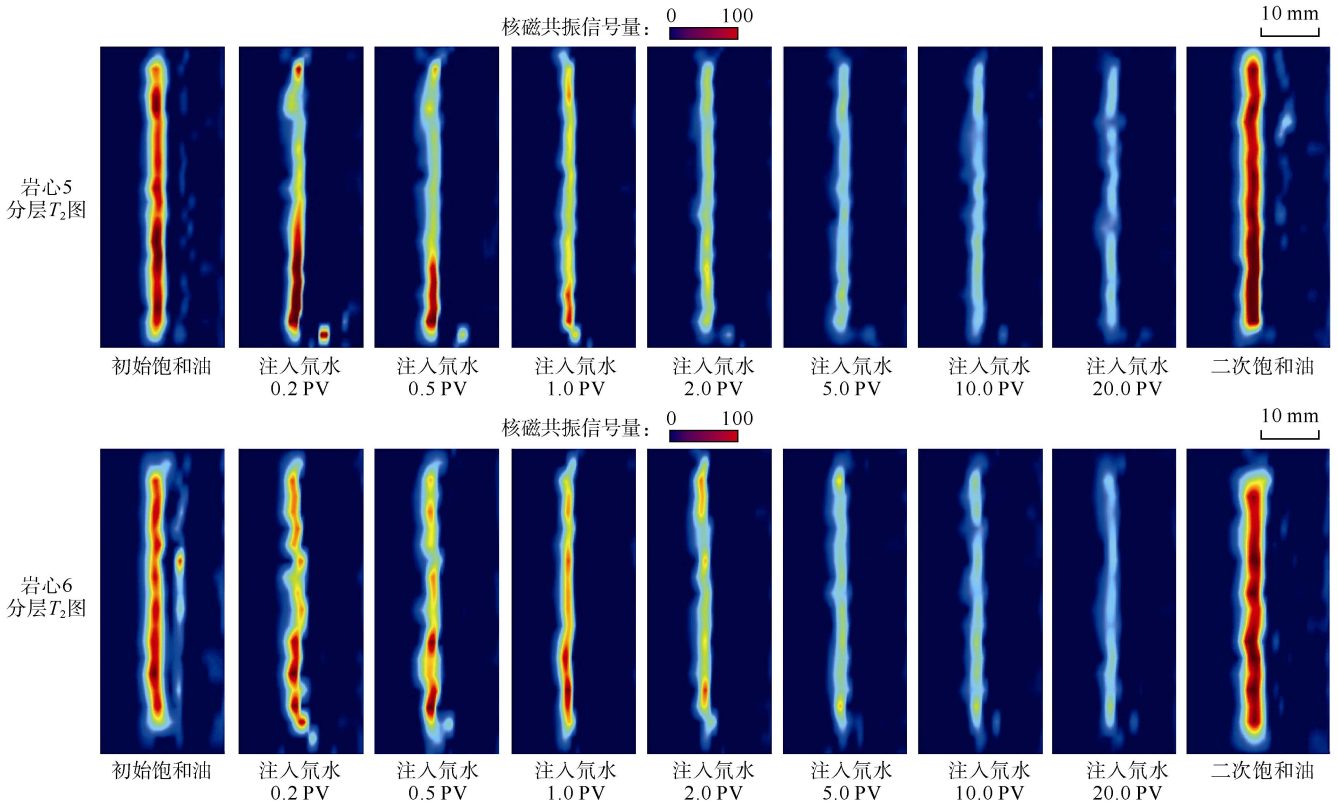 核磁共振信号量： 0 100 10 mm
岩心5
分层T₂图
初始饱和油 注入氘水 注入氘水 注入氘水 注入氘水 注入氘水 注入氘水 注入氘水 二次饱和油
0.2 PV 0.5 PV 1.0 PV 2.0 PV 5.0 PV 10.0 PV 20.0 PV
核磁共振信号量： 0 100 10 mm
岩心6
分层T₂图
初始饱和油 注入氘水 注入氘水 注入氘水 注入氘水 注入氘水 注入氘水 注入氘水 二次饱和油
0.2 PV 0.5 PV 1.0 PV 2.0 PV 5.0 PV 10.0 PV 20.0 PV